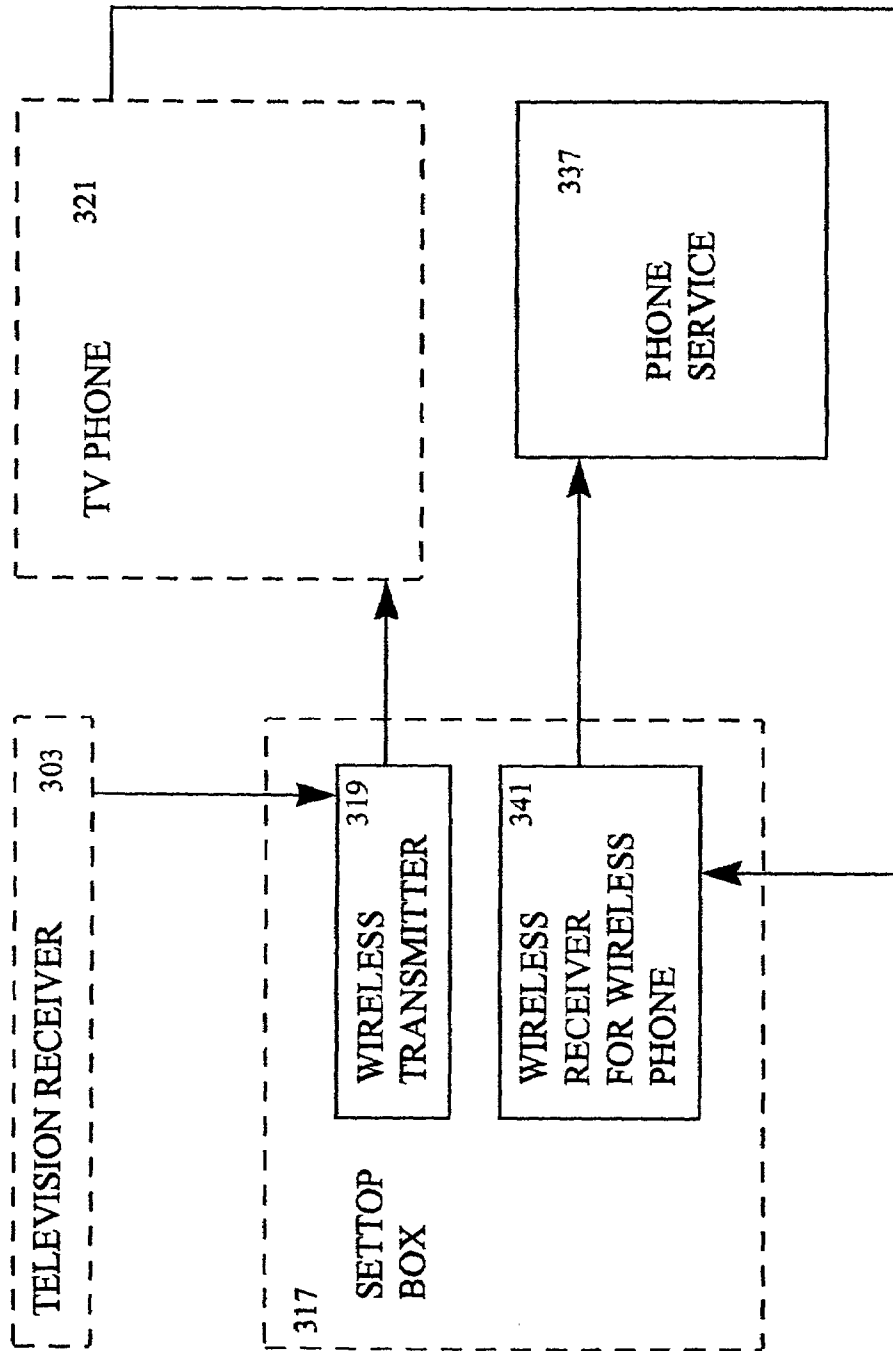 TELEVISION RECEIVER
303
317
SETTOP
BOX
WIRELESS
TRANSMITTER
319
WIRELESS
RECEIVER
FOR WIRELESS
PHONE
341
TV PHONE
321
PHONE
SERVICE
337